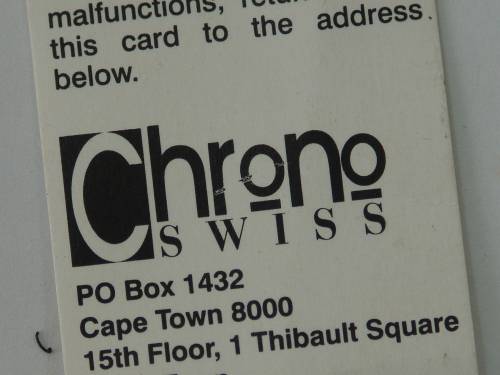 malfunctions,
this card to the address
below.
Chrono
SWISS
PO Box 1432
Cape Town 8000
15th Floor, 1 Thibault Square